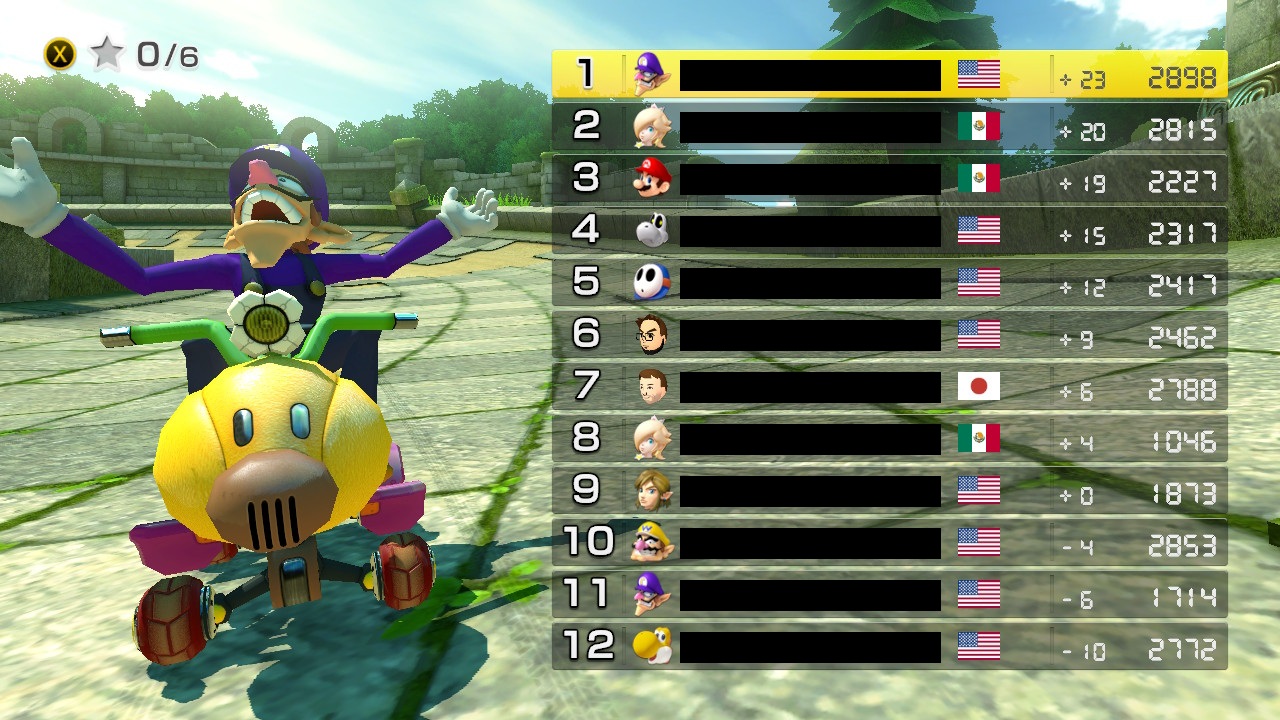 X 0/6
1 + 23 2898
2 + 20 2815
3 + 19 2227
4 + 15 2317
5 + 12 2417
6 + 9 2462
7 + 6 2788
8 + 4 1046
9 + 0 1873
10 - 4 2853
11 - 6 1714
12 - 10 2772